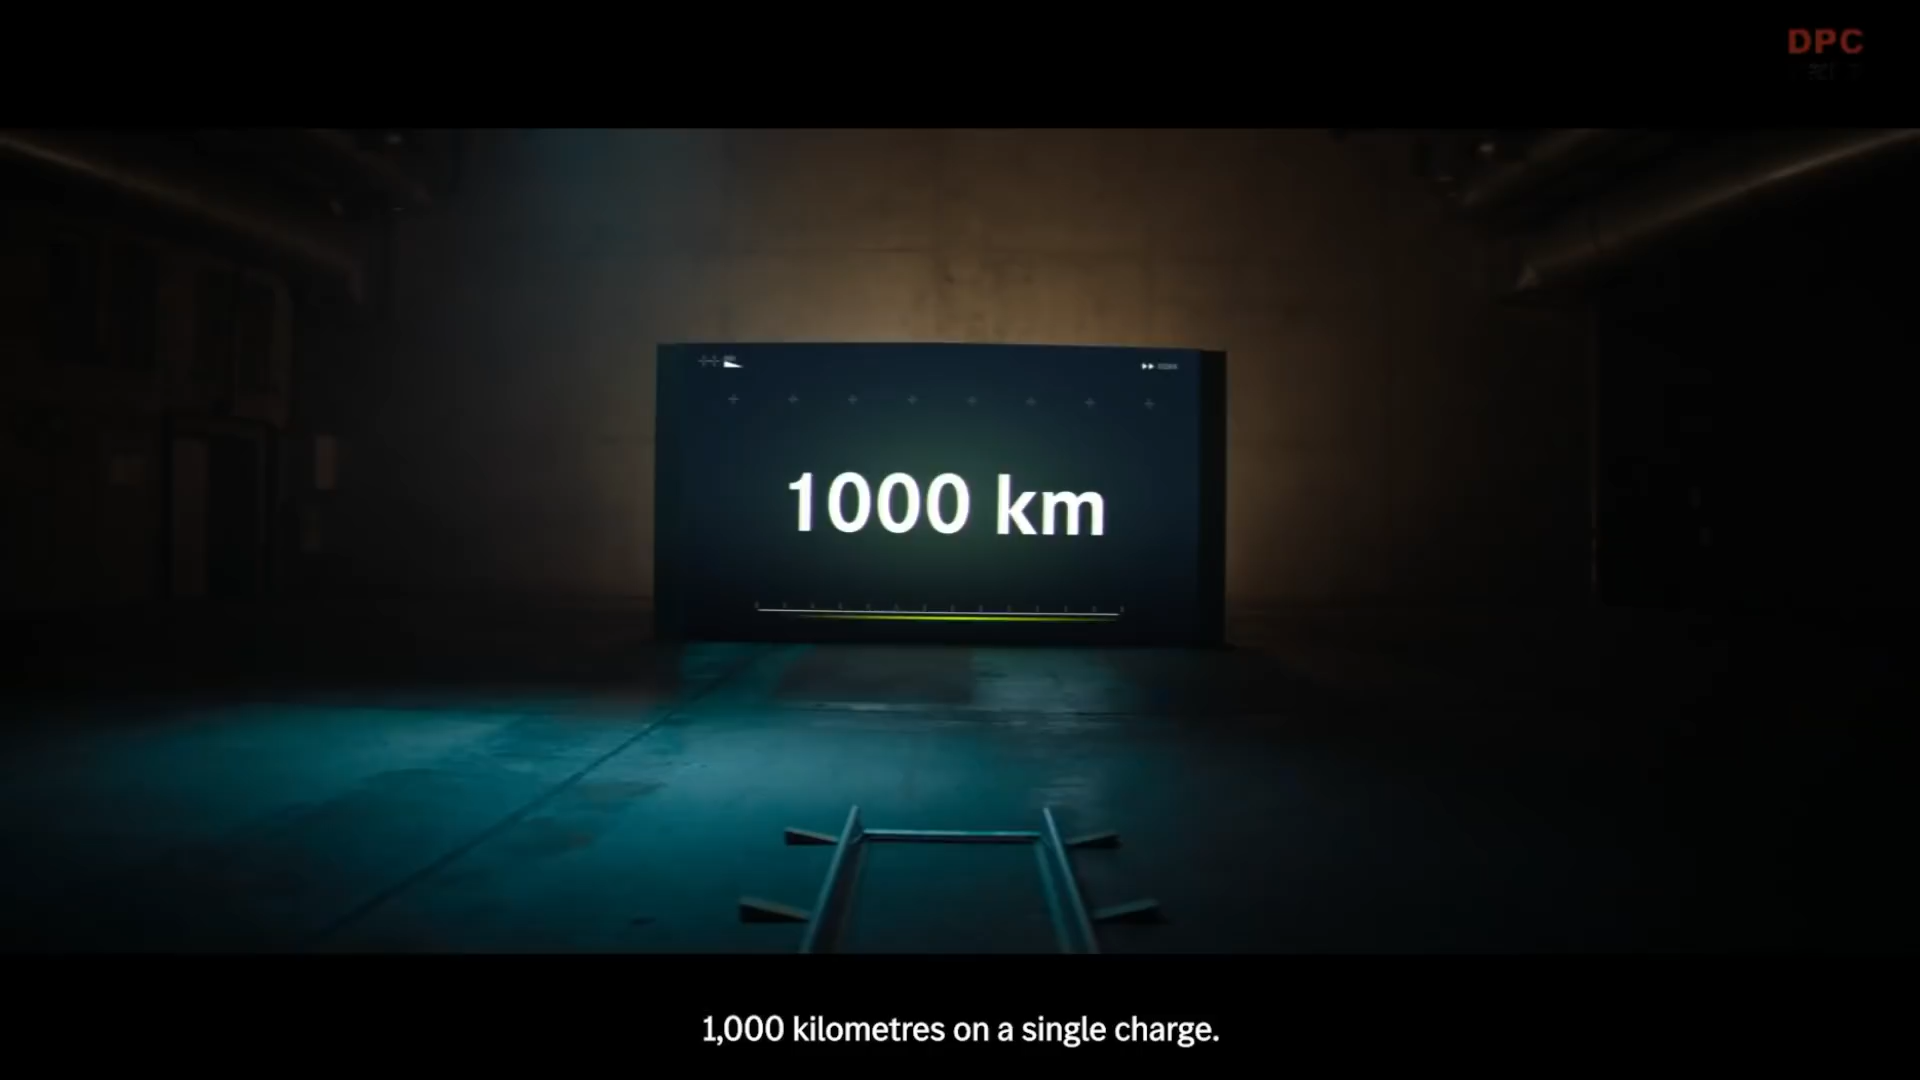 DPC
1000 km
1,000 kilometres on a single charge.